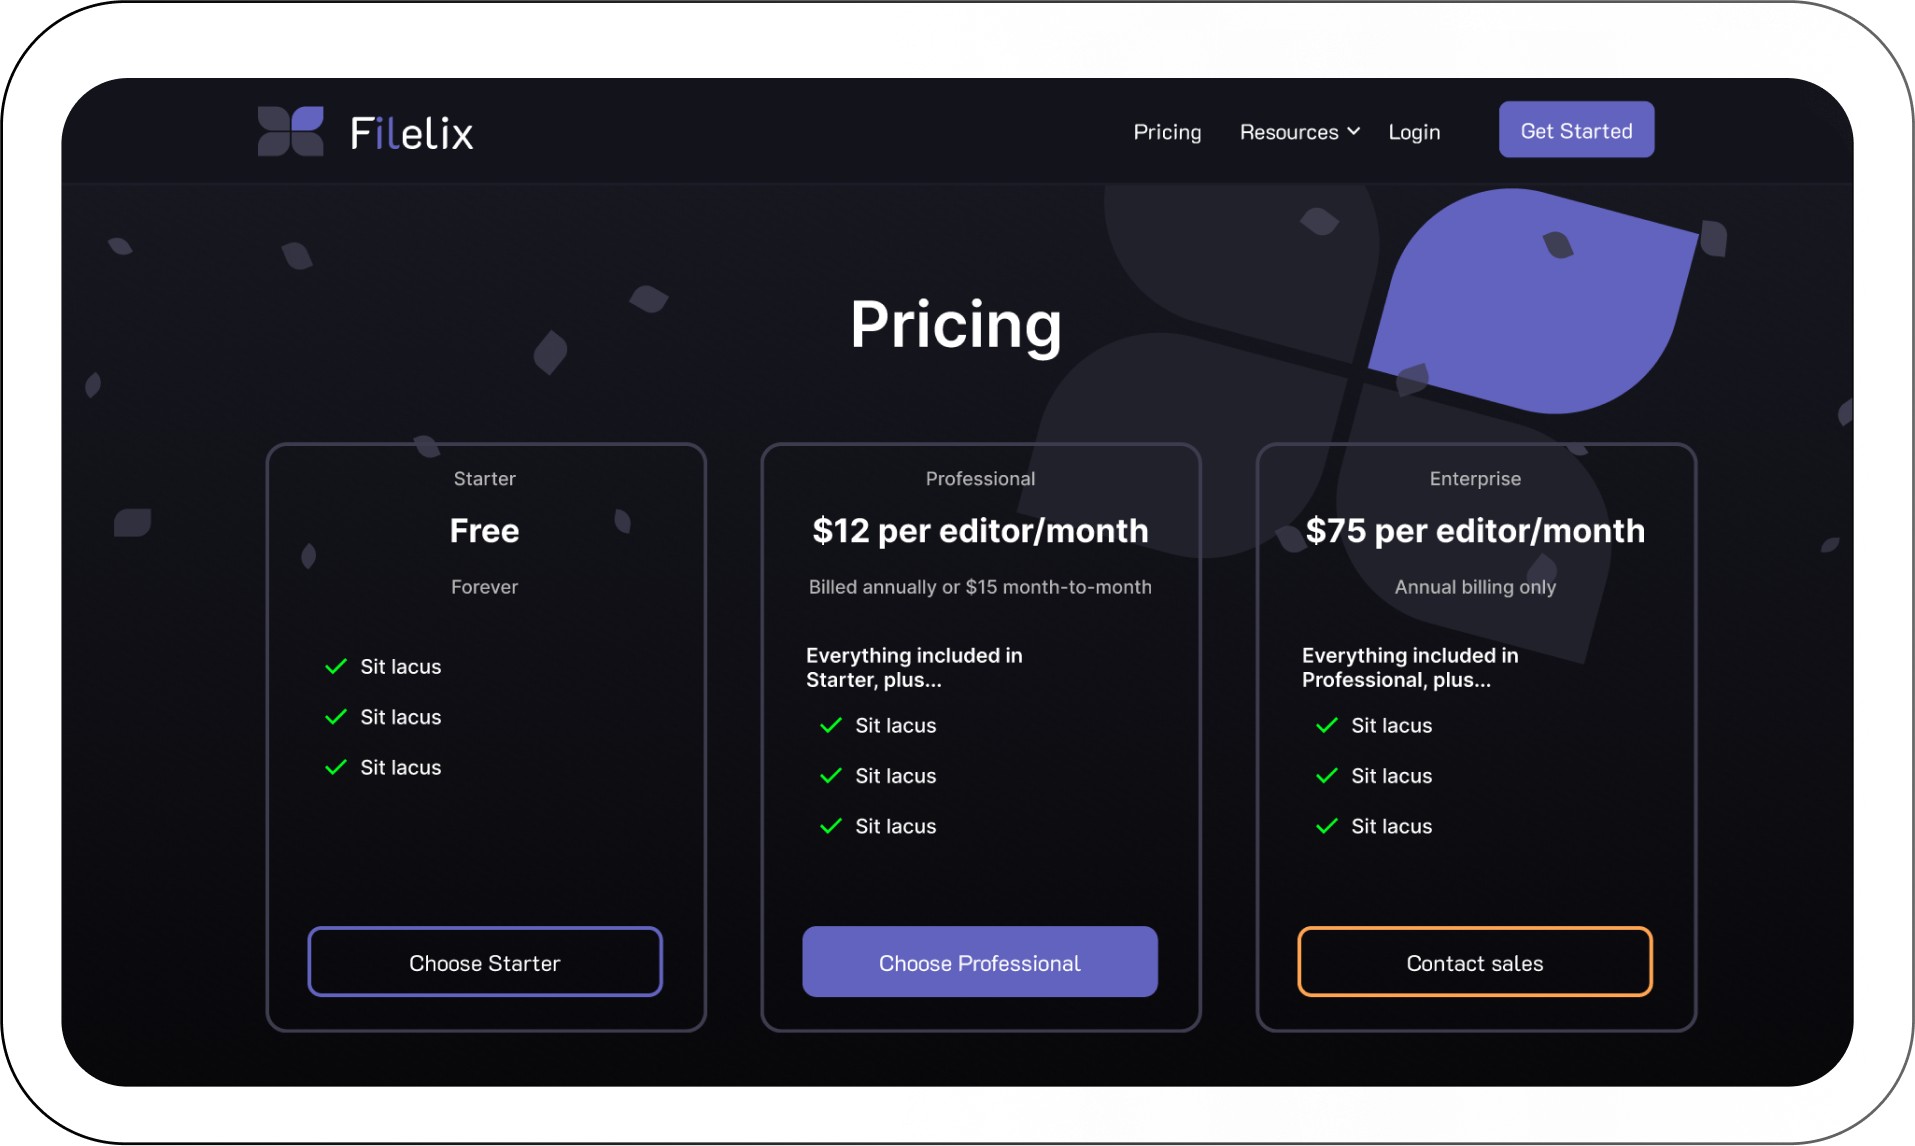 Filelix
Pricing
Resources
Login
Get Started
Pricing
Starter
Free
Forever
Sit lacus
Sit lacus
Sit lacus
Choose Starter
Professional
$12 per editor/month
Billed annually or $15 month-to-month
Everything included in
Starter, plus...
Sit lacus
Sit lacus
Sit lacus
Choose Professional
Enterprise
$75 per editor/month
Annual billing only
Everything included in
Professional, plus...
Sit lacus
Sit lacus
Sit lacus
Contact sales